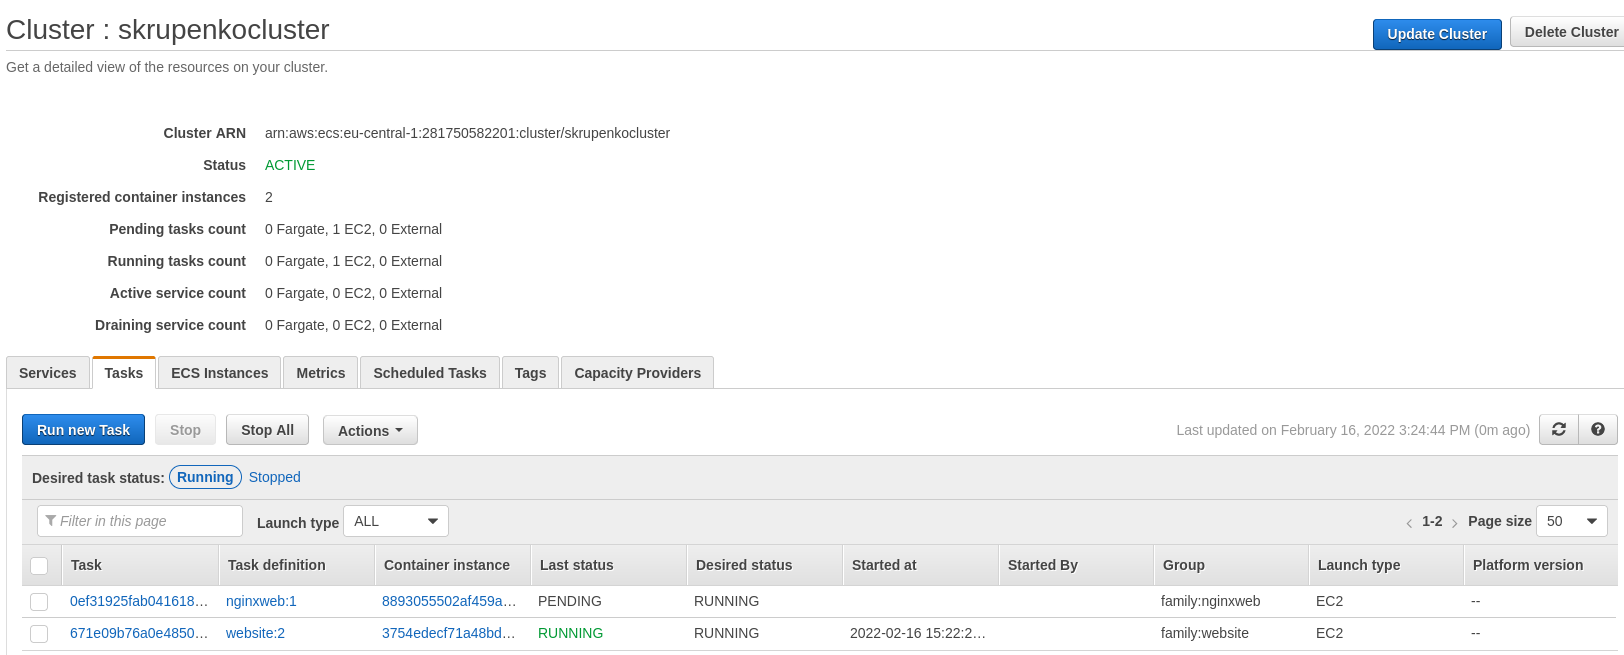 Cluster : skrupenkocluster
Update Cluster
Delete Cluster
Get a detailed view of the resources on your cluster.
Cluster ARN arn:aws:ecs:eu-central-1:281750582201:cluster/skrupenkocluster
Status ACTIVE
Registered container instances 2
Pending tasks count 0 Fargate, 1 EC2, 0 External
Running tasks count 0 Fargate, 1 EC2, 0 External
Active service count 0 Fargate, 0 EC2, 0 External
Draining service count 0 Fargate, 0 EC2, 0 External
Services Tasks ECS Instances Metrics Scheduled Tasks Tags Capacity Providers
Run new Task Stop Stop All Actions Last updated on February 16, 2022 3:24:44 PM (0m ago)
Desired task status: Running Stopped
Filter in this page Launch type ALL 1-2 Page size 50
Task Task definition Container instance Last status Desired status Started at Started By Group Launch type Platform version
0ef31925fab041618... nginxweb:1 8893055502af459a... PENDING RUNNING family:nginxweb EC2 --
671e09b76a0e4850... website:2 3754edecf71a48bd... RUNNING RUNNING 2022-02-16 15:22:2... family:website EC2 --